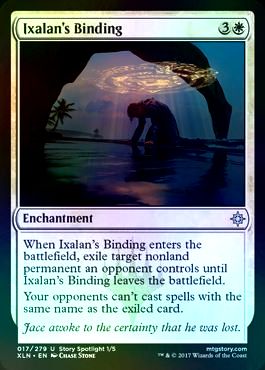 Ixalan's Binding 3
Enchantment
When Ixalan's Binding enters the
battlefield, exile target nonland
permanent an opponent controls until
Ixalan's Binding leaves the battlefield.
Your opponents can't cast spells with the
same name as the exiled card.
Jace awoke to the certainty that he was lost.
017/279 U Story Spotlight 1/5 mtgstory.com
XLN • EN CHASE STONE ™ & © 2017 Wizards of the Coast